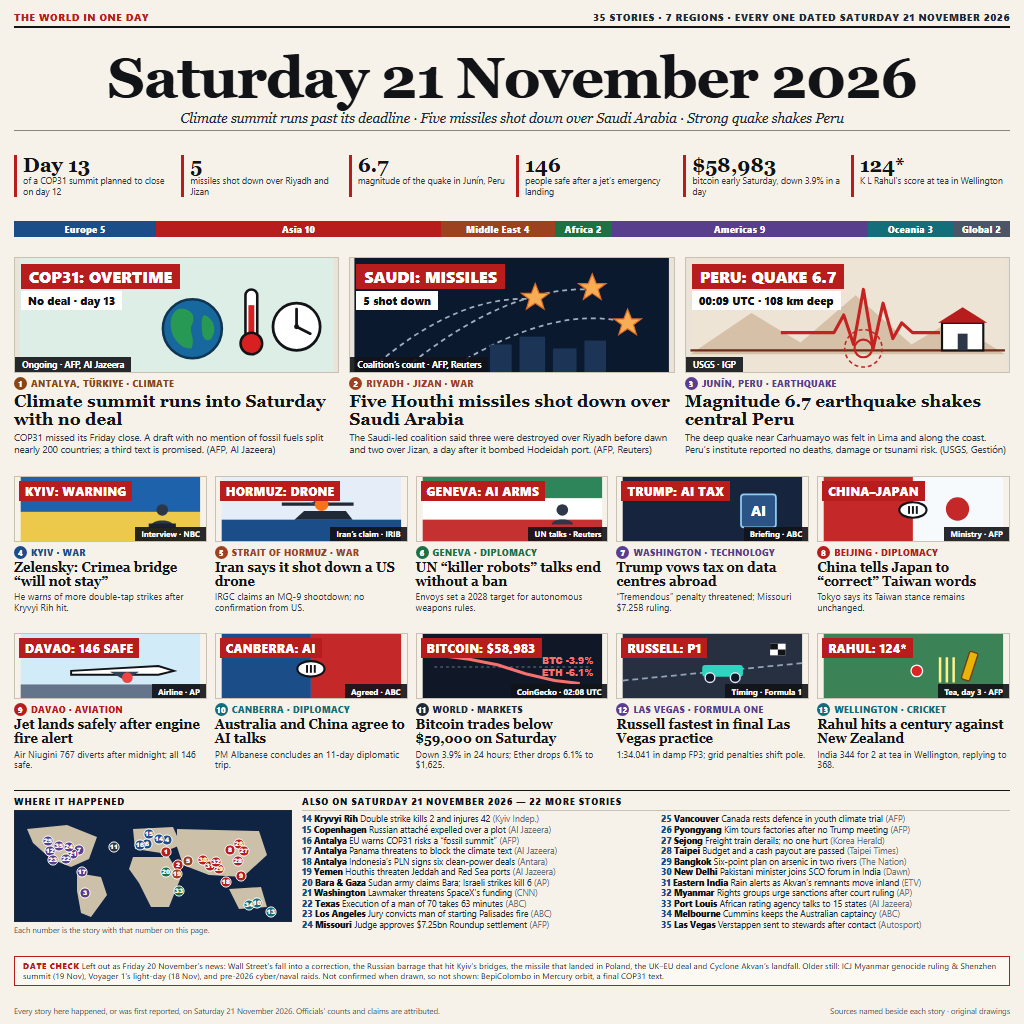 THE WORLD IN ONE DAY
35 STORIES · 7 REGIONS · EVERY ONE DATED SATURDAY 21 NOVEMBER 2026
Saturday 21 November 2026
Climate summit runs past its deadline · Five missiles shot down over Saudi Arabia · Strong quake shakes Peru
Day 13
of a COP31 summit planned to close
on day 12
5
missiles shot down over Riyadh and
Jizan
6.7
magnitude of the quake in Junín, Peru
146
people safe after a jet's emergency
landing
$58,983
bitcoin early Saturday, down 3.9% in a
day
124*
K L Rahul's score at tea in Wellington
Europe 5
Asia 10
Middle East 4
Africa 2
Americas 9
Oceania 3
Global 2
COP31: OVERTIME
No deal · day 13
Ongoing · AFP, Al Jazeera
1 ANTALYA, TÜRKIYE · CLIMATE
Climate summit runs into Saturday
with no deal
COP31 missed its Friday close. A draft with no mention of fossil fuels split
nearly 200 countries; a third text is promised. (AFP, Al Jazeera)
SAUDI: MISSILES
5 shot down
Coalition's count · AFP, Reuters
2 RIYADH · JIZAN · WAR
Five Houthi missiles shot down over
Saudi Arabia
The Saudi-led coalition said three were destroyed over Riyadh before dawn
and two over Jizan, a day after it bombed Hodeidah port. (AFP, Reuters)
PERU: QUAKE 6.7
00:09 UTC · 108 km deep
USGS · IGP
3 JUNÍN, PERU · EARTHQUAKE
Magnitude 6.7 earthquake shakes
central Peru
The deep quake near Carhuamayo was felt in Lima and along the coast.
Peru's institute reported no deaths, damage or tsunami risk. (USGS, Gestión)
KYIV: WARNING
Interview · NBC
4 KYIV · WAR
Zelensky: Crimea bridge
“will not stay”
He warns of more double-tap strikes after
Kryvyi Rih hit.
HORMUZ: DRONE
Iran's claim · IRIB
5 STRAIT OF HORMUZ · WAR
Iran says it shot down a US
drone
IRGC claims an MQ-9 shootdown; no
confirmation from US.
GENEVA: AI ARMS
UN talks · Reuters
6 GENEVA · DIPLOMACY
UN “killer robots” talks end
without a ban
Envoys set a 2028 target for autonomous
weapons rules.
TRUMP: AI TAX
AI
Briefing · ABC
7 WASHINGTON · TECHNOLOGY
Trump vows tax on data
centres abroad
“Tremendous” penalty threatened; Missouri
$7.25B ruling.
CHINA–JAPAN
Ministry · AFP
8 BEIJING · DIPLOMACY
China tells Japan to
“correct” Taiwan words
Tokyo says its Taiwan stance remains
unchanged.
DAVAO: 146 SAFE
Airline · AP
9 DAVAO · AVIATION
Jet lands safely after engine
fire alert
Air Niugini 767 diverts after midnight; all 146
safe.
CANBERRA: AI
Agreed · ABC
10 CANBERRA · DIPLOMACY
Australia and China agree to
AI talks
PM Albanese concludes an 11-day diplomatic
trip.
BITCOIN: $58,983
BTC -3.9%
ETH -6.1%
CoinGecko · 02:08 UTC
11 WORLD · MARKETS
Bitcoin trades below
$59,000 on Saturday
Down 3.9% in 24 hours; Ether drops 6.1% to
$1,625.
RUSSELL: P1
Timing · Formula 1
12 LAS VEGAS · FORMULA ONE
Russell fastest in final Las
Vegas practice
1:34.041 in damp FP3; grid penalties shift pole.
RAHUL: 124*
Tea, day 3 · AFP
13 WELLINGTON · CRICKET
Rahul hits a century against
New Zealand
India 344 for 2 at tea in Wellington, replying to
368.
WHERE IT HAPPENED
Each number is the story with that number on this page.
ALSO ON SATURDAY 21 NOVEMBER 2026 — 22 MORE STORIES
14 Kryvyi Rih Double strike kills 2 and injures 42 (Kyiv Indep.)
15 Copenhagen Russian attaché expelled over a plot (Al Jazeera)
16 Antalya EU warns COP31 risks a “fossil summit” (AFP)
17 Antalya Panama threatens to block the climate text (Al Jazeera)
18 Antalya Indonesia's PLN signs six clean-power deals (Antara)
19 Yemen Houthis threaten Jeddah and Red Sea ports (Al Jazeera)
20 Bara & Gaza Sudan army claims Bara; Israeli strikes kill 6 (AP)
21 Washington Lawmaker threatens SpaceX's funding (CNN)
22 Texas Execution of a man of 70 takes 63 minutes (ABC)
23 Los Angeles Jury convicts man of starting Palisades fire (ABC)
24 Missouri Judge approves $7.25bn Roundup settlement (AFP)
25 Vancouver Canada rests defence in youth climate trial (AFP)
26 Pyongyang Kim tours factories after no Trump meeting (AFP)
27 Sejong Freight train derails; no one hurt (Korea Herald)
28 Taipei Budget and a cash payout are passed (Taipei Times)
29 Bangkok Six-point plan on arsenic in two rivers (The Nation)
30 New Delhi Pakistani minister joins SCO forum in India (Dawn)
31 Eastern India Rain alerts as Akvan's remnants move inland (ETV)
32 Myanmar Rights groups urge sanctions after court ruling (AP)
33 Port Louis African rating agency talks to 15 states (Al Jazeera)
34 Melbourne Cummins keeps the Australian captaincy (ABC)
35 Las Vegas Verstappen sent to stewards after contact (Autosport)
DATE CHECK Left out as Friday 20 November's news: Wall Street's fall into a correction, the Russian barrage that hit Kyiv's bridges, the missile that landed in Poland, the UK–EU deal and Cyclone Akvan's landfall. Older still: ICJ Myanmar genocide ruling & Shenzhen
summit (19 Nov), Voyager 1's light-day (18 Nov), and pre-2026 cyber/naval raids. Not confirmed when drawn, so not shown: BepiColombo in Mercury orbit, a final COP31 text.
Every story here happened, or was first reported, on Saturday 21 November 2026. Officials' counts and claims are attributed.
Sources named beside each story · original drawings